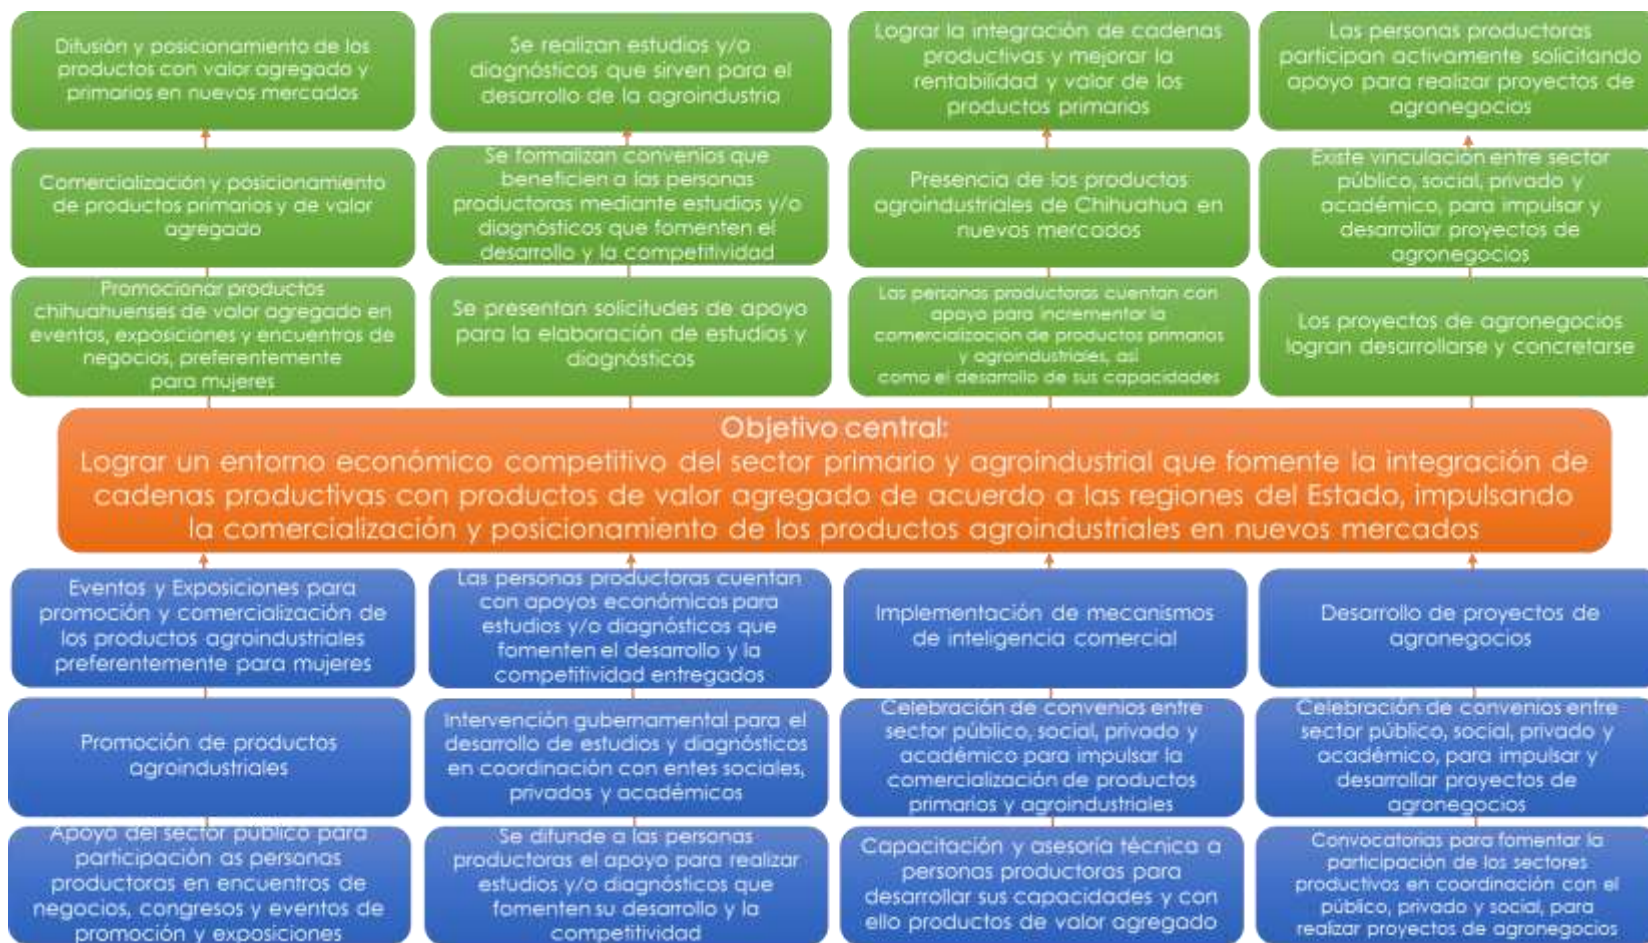 Difusión y posicionamiento de los
productos con valor agregado y
primarios en nuevos mercados
Se realizan estudios y/o
diagnósticos que sirven para el
desarrollo de la agroindustria
Lograr la integración de cadenas
productivas y mejorar la
rentabilidad y valor de los
productos primarios
Las personas productoras
participan activamente solicitando
apoyo para realizar proyectos de
agronegocios
Comercialización y posicionamiento
de productos primarios y de valor
agregado
Se formalizan convenios que
beneficien a las personas
productoras mediante estudios y/o
diagnósticos que fomenten el
desarrollo y la competitividad
Presencia de los productos
agroindustriales de Chihuahua en
nuevos mercados
Existe vinculación entre sector
público, social, privado y
académico, para impulsar y
desarrollar proyectos de
agronegocios
Promocionar productos
chihuahuenses de valor agregado en
eventos, exposiciones y encuentros de
negocios, preferentemente
para mujeres
Se presentan solicitudes de apoyo
para la elaboración de estudios y
diagnósticos
Las personas productoras cuentan con
apoyo para incrementar la
comercialización de productos primarios
y agroindustriales, así
como el desarrollo de sus capacidades
Los proyectos de agronegocios
logran desarrollarse y concretarse
Objetivo central:
Lograr un entorno económico competitivo del sector primario y agroindustrial que fomente la integración de
cadenas productivas con productos de valor agregado de acuerdo a las regiones del Estado, impulsando
la comercialización y posicionamiento de los productos agroindustriales en nuevos mercados
Eventos y Exposiciones para
promoción y comercialización de
los productos agroindustriales
preferentemente para mujeres
Las personas productoras cuentan
con apoyos económicos para
estudios y/o diagnósticos que
fomenten el desarrollo y la
competitividad entregados
Implementación de mecanismos
de inteligencia comercial
Desarrollo de proyectos de
agronegocios
Promoción de productos
agroindustriales
Intervención gubernamental para el
desarrollo de estudios y diagnósticos
en coordinación con entes sociales,
privados y académicos
Celebración de convenios entre
sector público, social, privado y
académico para impulsar la
comercialización de productos
primarios y agroindustriales
Celebración de convenios entre
sector público, social, privado y
académico, para impulsar y
desarrollar proyectos de
agronegocios
Apoyo del sector público para
participación as personas
productoras en encuentros de
negocios, congresos y eventos de
promoción y exposiciones
Se difunde a las personas
productoras el apoyo para realizar
estudios y/o diagnósticos que
fomenten su desarrollo y la
competitividad
Capacitación y asesoría técnica a
personas productoras para
desarrollar sus capacidades y con
ello productos de valor agregado
Convocatorias para fomentar la
participación de los sectores
productivos en coordinación con el
público, privado y social, para
realizar proyectos de agronegocios